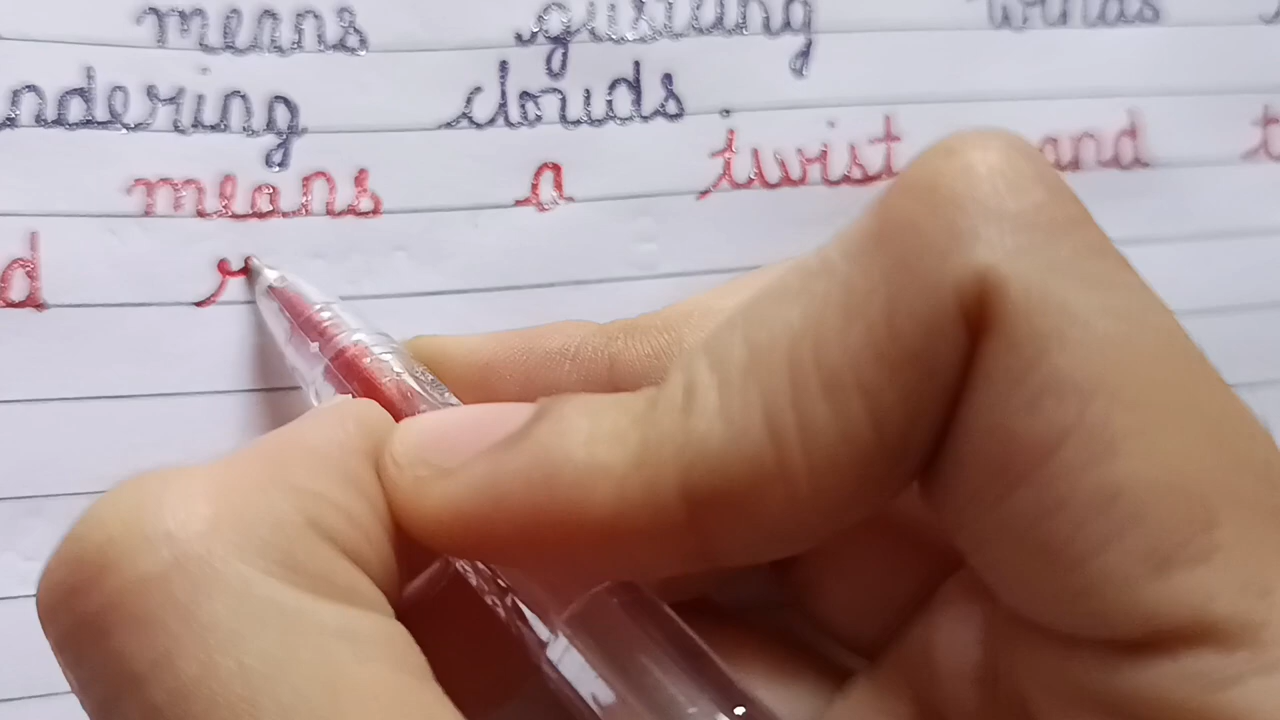 means gusting winds
ndering clouds.
means a twist and t
d r